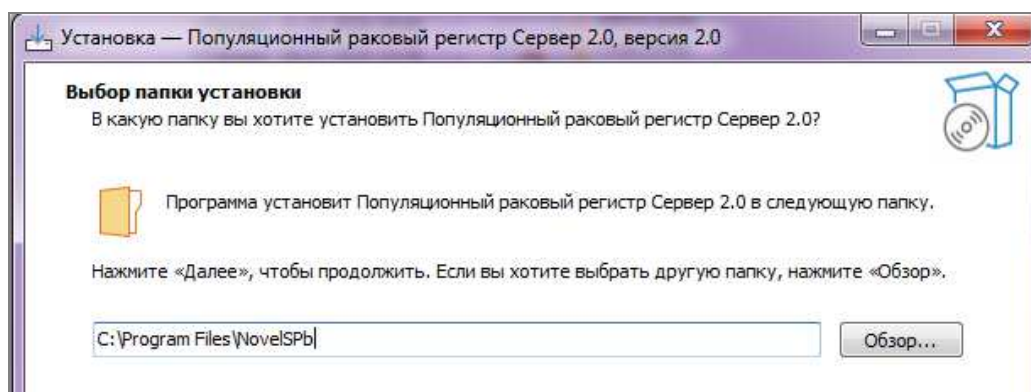 Установка — Популяционный раковый регистр Сервер 2.0, версия 2.0
Выбор папки установки
В какую папку вы хотите установить Популяционный раковый регистр Сервер 2.0?
Программа установит Популяционный раковый регистр Сервер 2.0 в следующую папку.
Нажмите «Далее», чтобы продолжить. Если вы хотите выбрать другую папку, нажмите «Обзор».
C:\Program Files\NovelSPb
Обзор...